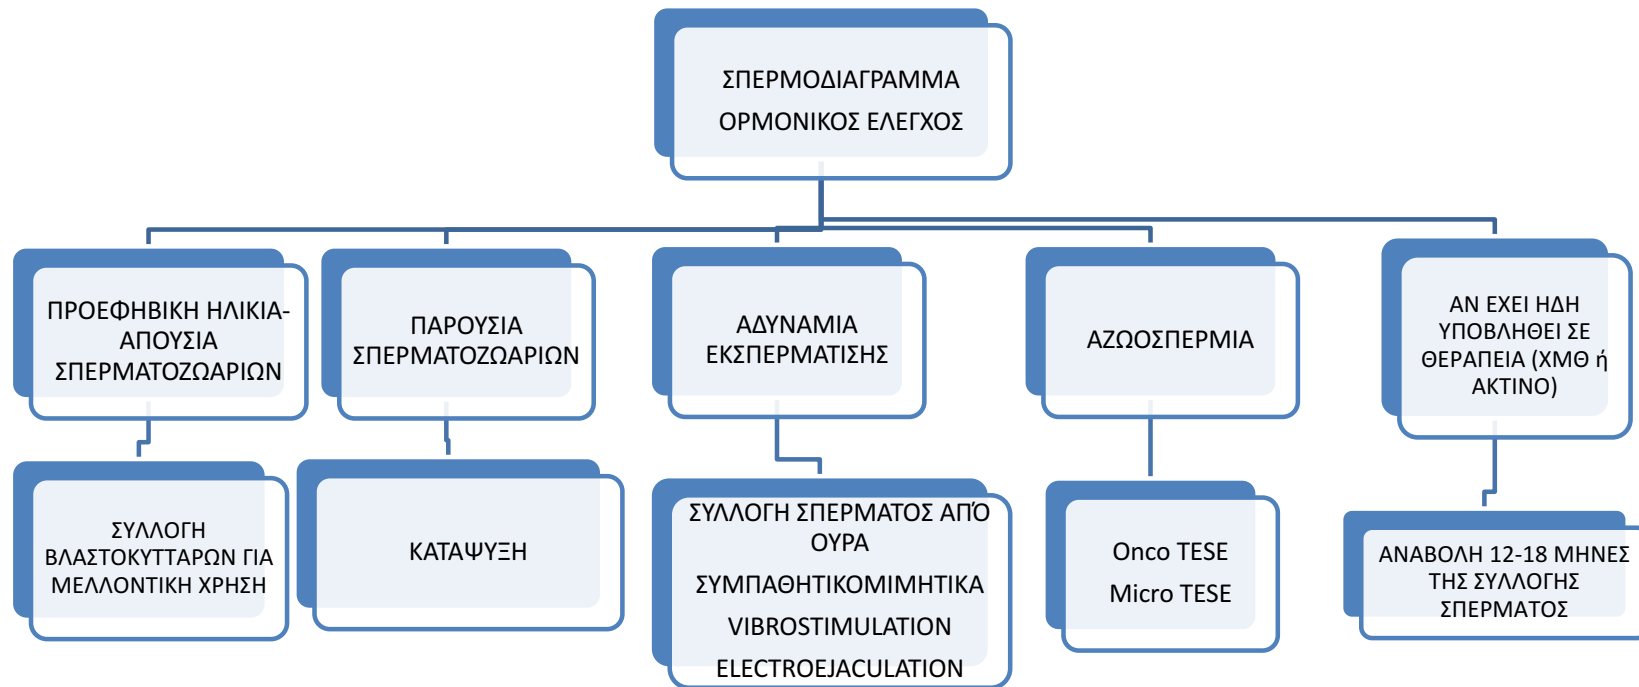 ΣΠΕΡΜΟΔΙΑΓΡΑΜΜΑ
ΟΡΜΟΝΙΚΟΣ ΕΛΕΓΧΟΣ
ΠΡΟΕΦΗΒΙΚΗ ΗΛΙΚΙΑ-
ΑΠΟΥΣΙΑ
ΣΠΕΡΜΑΤΟΖΩΑΡΙΩΝ
ΠΑΡΟΥΣΙΑ
ΣΠΕΡΜΑΤΟΖΩΑΡΙΩΝ
ΑΔΥΝΑΜΙΑ
ΕΚΣΠΕΡΜΑΤΙΣΗΣ
ΑΖΩΟΣΠΕΡΜΙΑ
ΑΝ ΕΧΕΙ ΗΔΗ
ΥΠΟΒΛΗΘΕΙ ΣΕ
ΘΕΡΑΠΕΙΑ (ΧΜΘ ή
ΑΚΤΙΝΟ)
ΣΥΛΛΟΓΗ
ΒΛΑΣΤΟΚΥΤΤΑΡΩΝ ΓΙΑ
ΜΕΛΛΟΝΤΙΚΗ ΧΡΗΣΗ
ΚΑΤΑΨΥΞΗ
ΣΥΛΛΟΓΗ ΣΠΕΡΜΑΤΟΣ ΑΠΌ
ΟΥΡΑ
ΣΥΜΠΑΘΗΤΙΚΟΜΙΜΗΤΙΚΑ
VIBROSTIMULATION
ELECTROEJACULATION
Onco TESE
Micro TESE
ΑΝΑΒΟΛΗ 12-18 ΜΗΝΕΣ
ΤΗΣ ΣΥΛΛΟΓΗΣ
ΣΠΕΡΜΑΤΟΣ